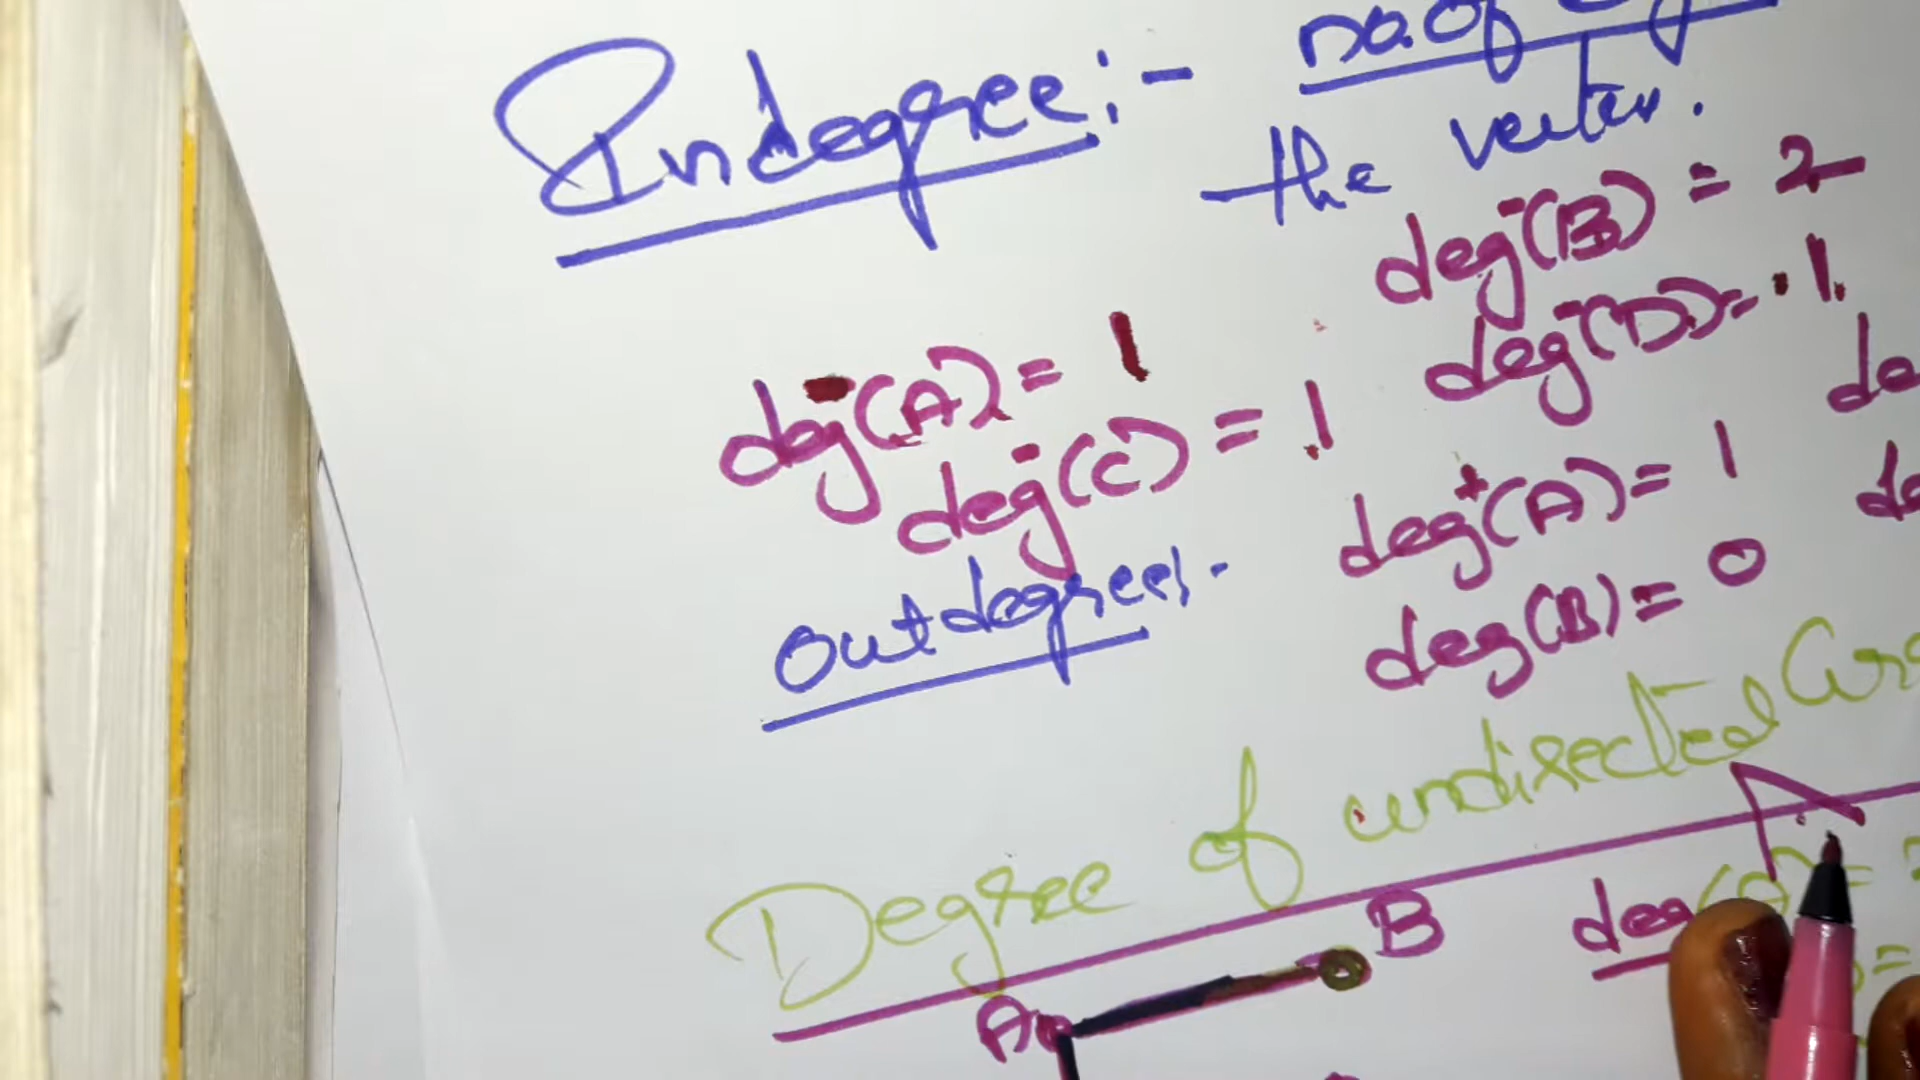 Indegree:- no. of
the vertex.
deg⁻(B) = 2
deg⁻(A) = 1
deg⁻(D) = 1
deg⁻(C) = 1
deg⁺(A) = 1
outdegree.
deg(B) = 0
Degree of undirected
B
deg(A) =
A